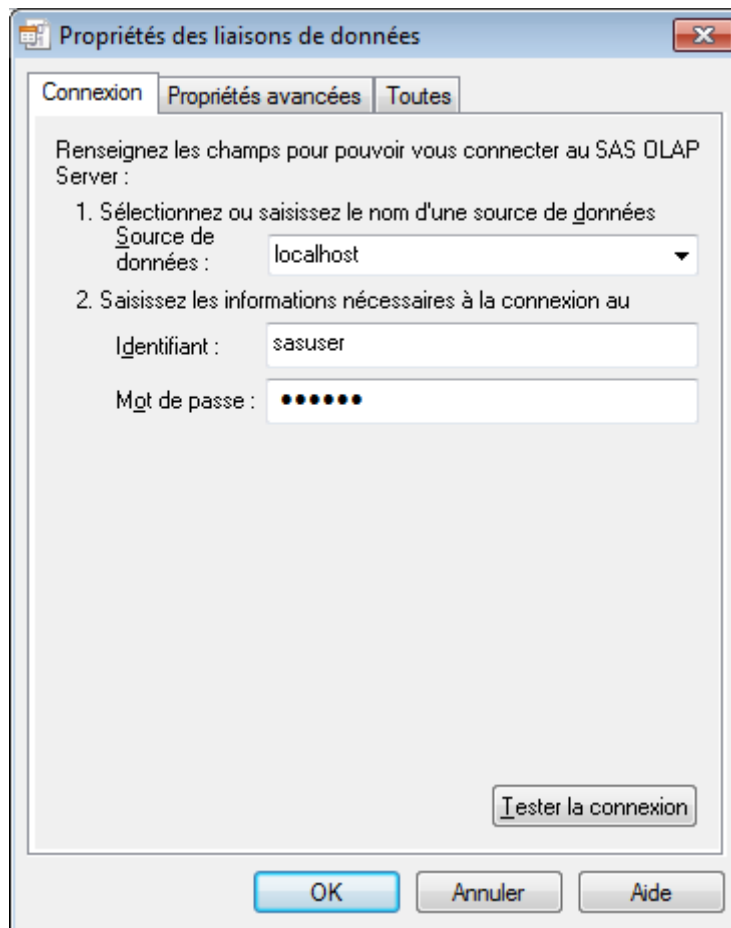 Propriétés des liaisons de données
Connexion Propriétés avancées Toutes
Renseignez les champs pour pouvoir vous connecter au SAS OLAP
Server :
1. Sélectionnez ou saisissez le nom d'une source de données
Source de
données :
localhost
2. Saisissez les informations nécessaires à la connexion au
Identifiant : sasuser
Mot de passe : ●●●●●●
Tester la connexion
OK Annuler Aide